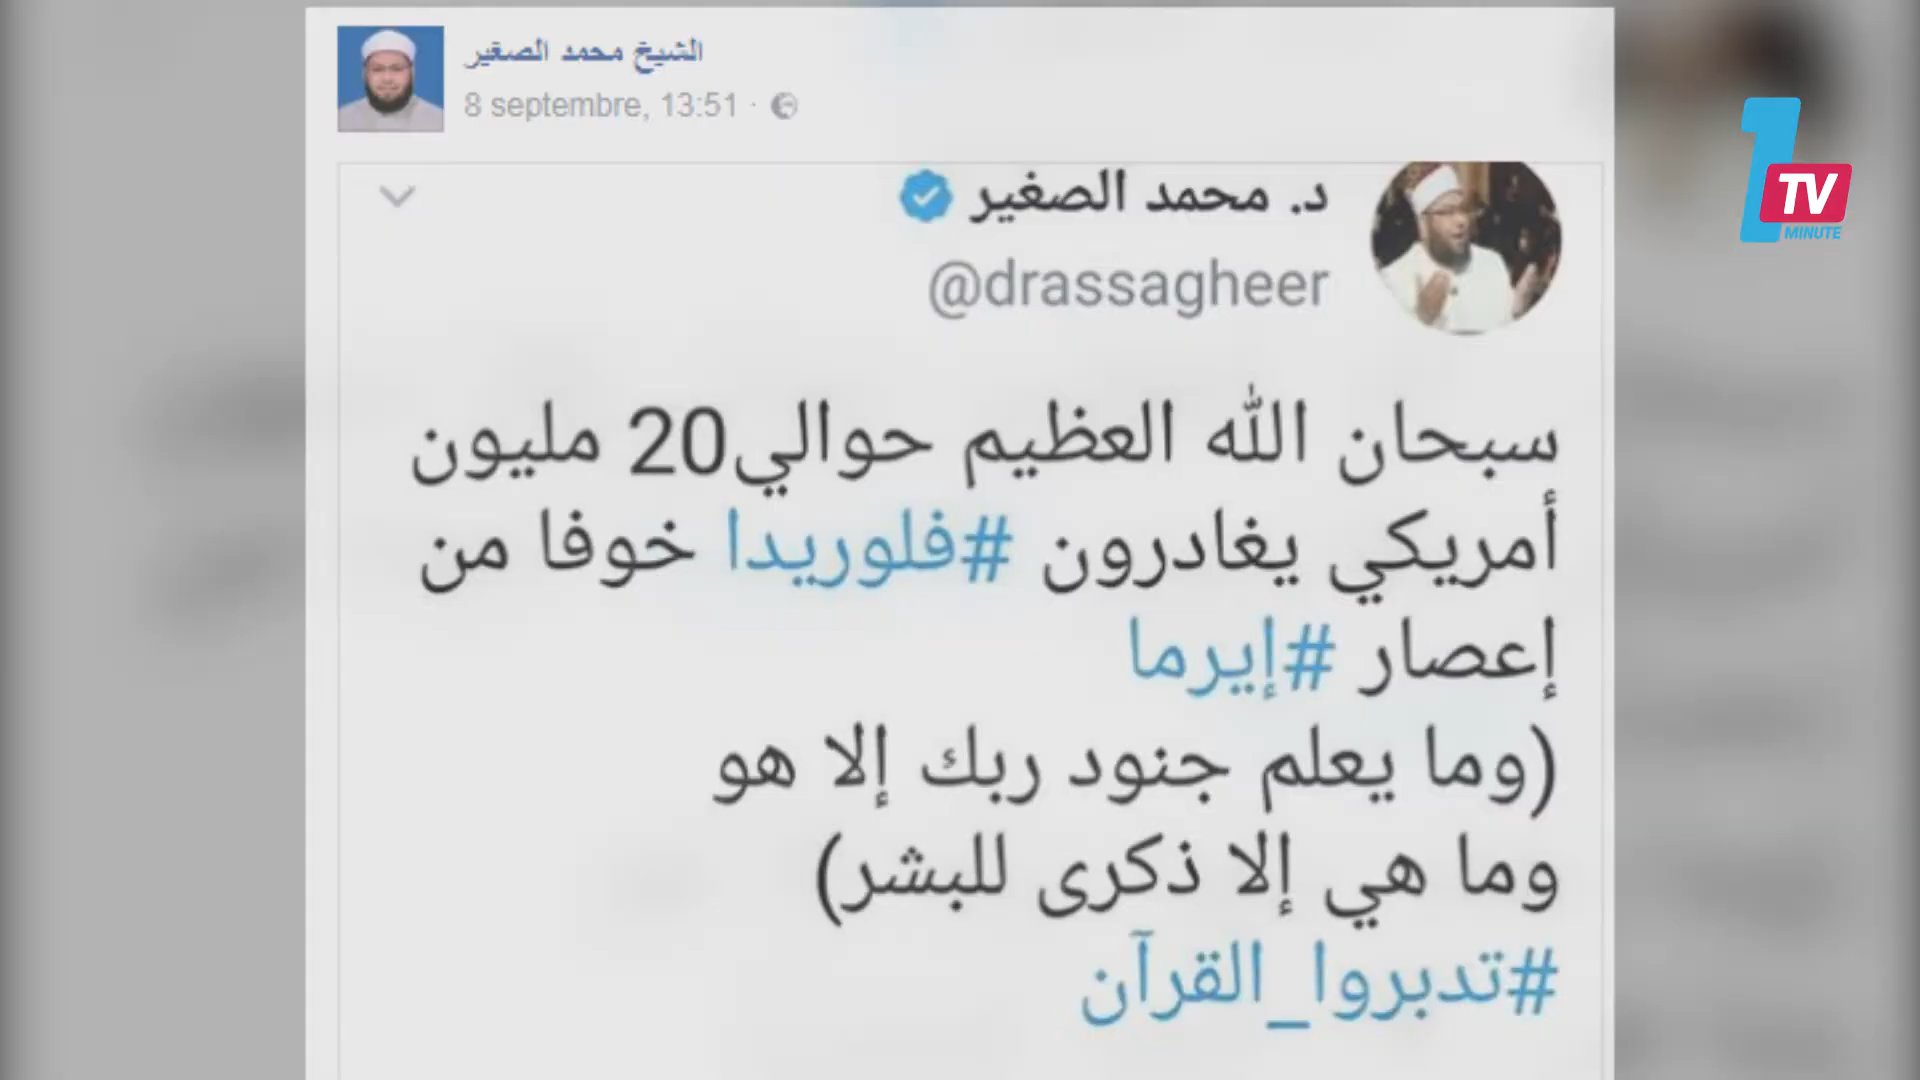 الشيخ محمد الصغير
8 septembre, 13:51 ·
د. محمد الصغير
@drassagheer
سبحان الله العظيم حوالي20 مليون
أمريكي يغادرون #فلوريدا خوفا من
إعصار #إيرما
(وما يعلم جنود ربك إلا هو
وما هي إلا ذكرى للبشر)
#تدبروا_القرآن
1
TV
MINUTE